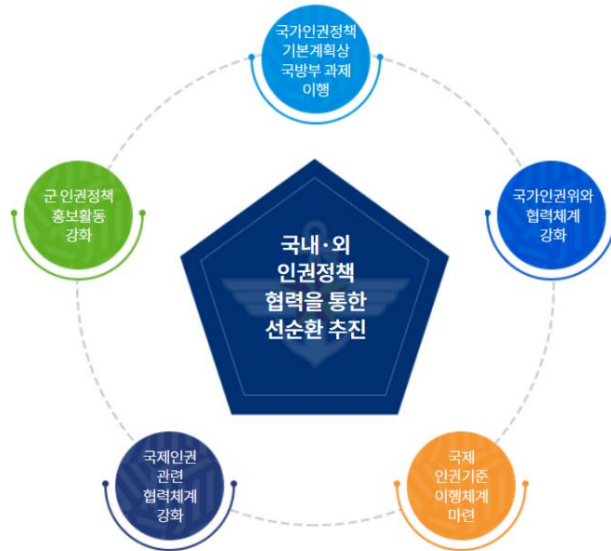 국가인권정책
기본계획상
국방부 과제
이행
군 인권정책
홍보활동
강화
국가인권위와
협력체계
강화
국내·외
인권정책
협력을 통한
선순환 추진
국제인권
관련
협력체계
강화
국제
인권기준
이행체계
마련